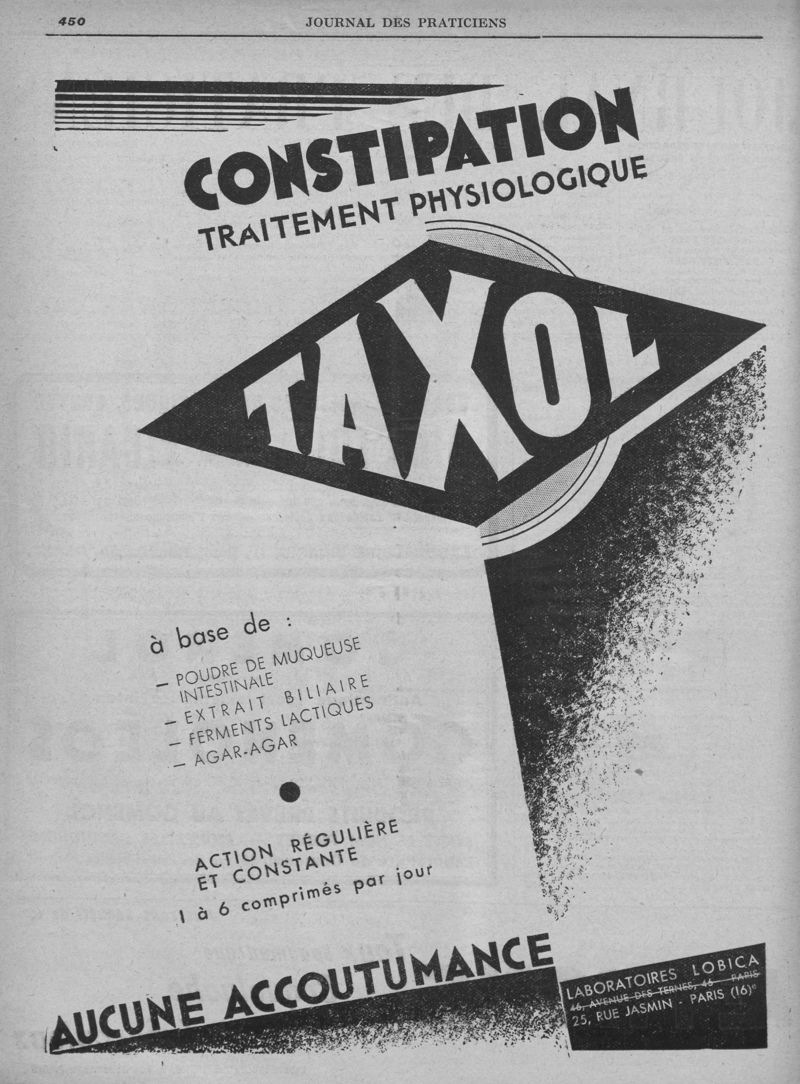 450
JOURNAL DES PRATICIENS
CONSTIPATION
TRAITEMENT PHYSIOLOGIQUE
TAXOL
à base de :
— POUDRE DE MUQUEUSE
INTESTINALE
— EXTRAIT BILIAIRE
— FERMENTS LACTIQUES
— AGAR-AGAR
ACTION RÉGULIÈRE
ET CONSTANTE
1 à 6 comprimés par jour
AUCUNE ACCOUTUMANCE
LABORATOIRES LOBICA
46, AVENUE DES TERNES, 46 - PARIS
25, RUE JASMIN - PARIS (16)e